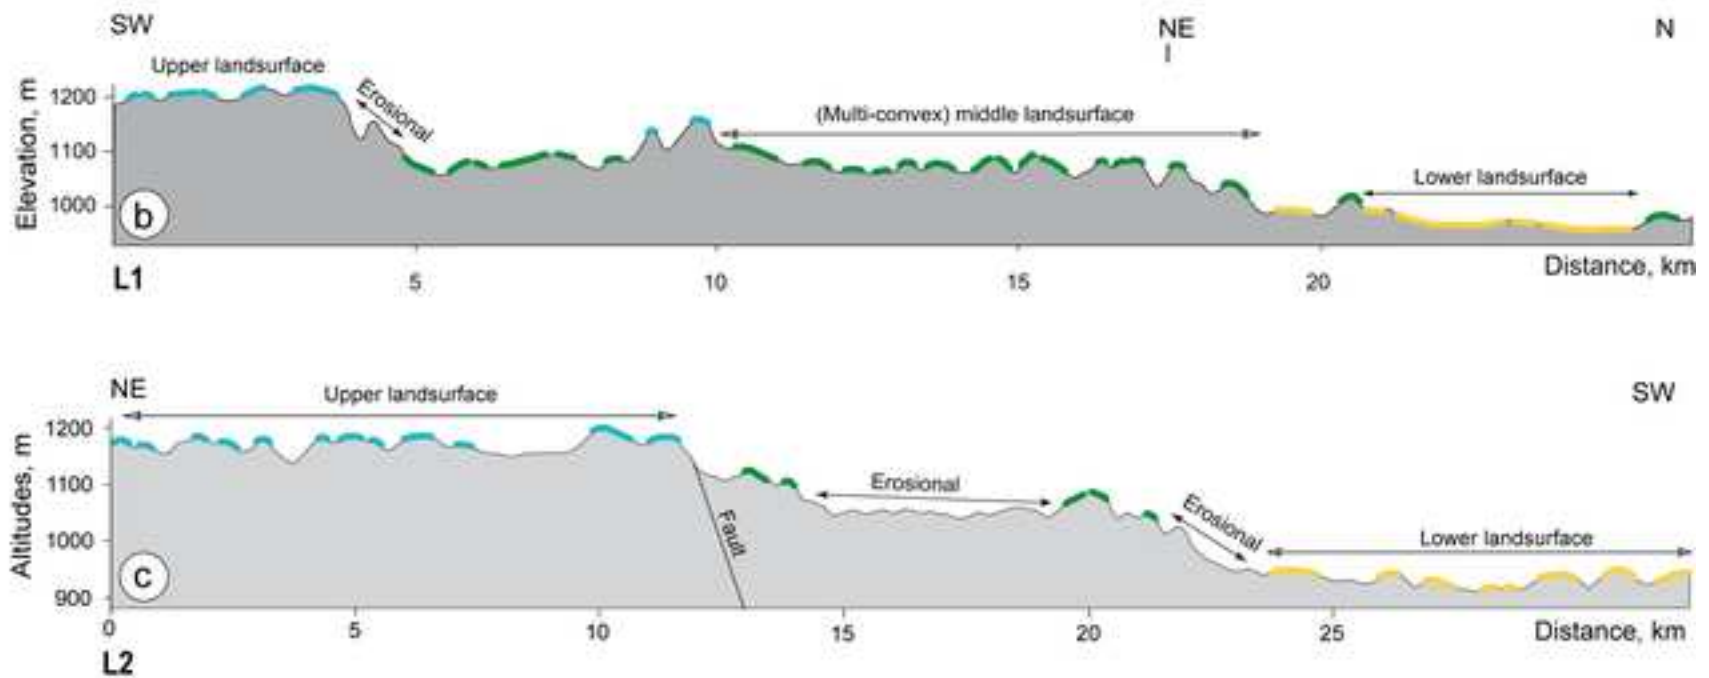 SW NE N
Upper landsurface
Erosional
(Multi-convex) middle landsurface
Lower landsurface
Elevation, m
1200
1100
1000
b
L1
5 10 15 20
Distance, km
NE SW
Upper landsurface
Erosional
Erosional
Lower landsurface
Fault
Altitudes, m
1200
1100
1000
900
c
0 5 10 15 20 25 Distance, km
L2